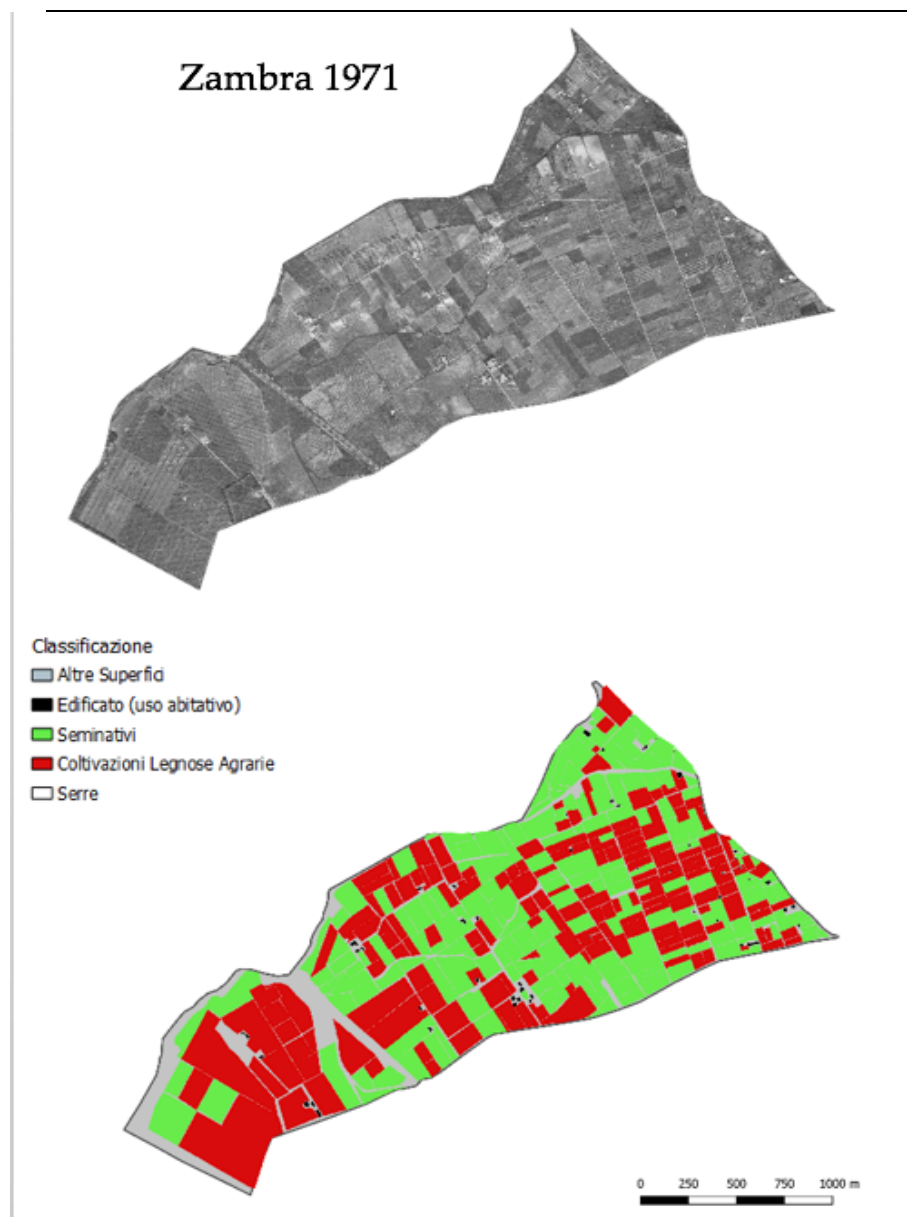 Zambra 1971
Classificazione
Altre Superfici
Edificato (uso abitativo)
Seminativi
Coltivazioni Legnose Agrarie
Serre
0 250 500 750 1000 m